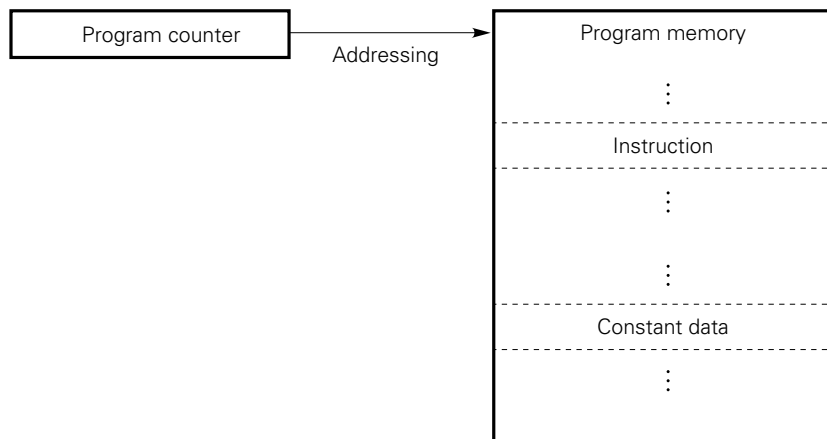 Program counter
Addressing
Program memory
Instruction
Constant data